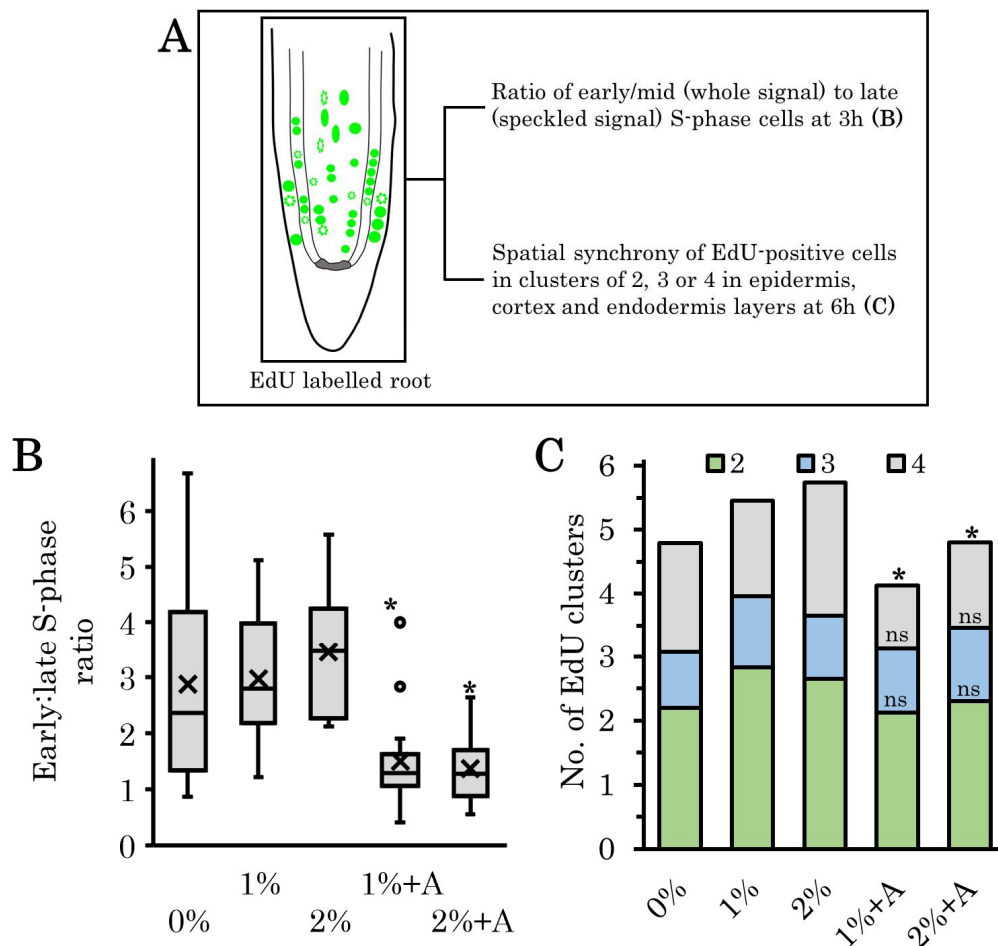 A
Ratio of early/mid (whole signal) to late
(speckled signal) S-phase cells at 3h (B)
Spatial synchrony of EdU-positive cells
in clusters of 2, 3 or 4 in epidermis,
cortex and endodermis layers at 6h (C)
EdU labelled root
B
Early:late S-phase
ratio
6
5
4
3
2
1
0
*
*
0%
1%
2%
1%+A
2%+A
C
2
3
4
No. of EdU clusters
6
5
4
3
2
1
0
*
*
ns
ns
ns
ns
0%
1%
2%
1%+A
2%+A